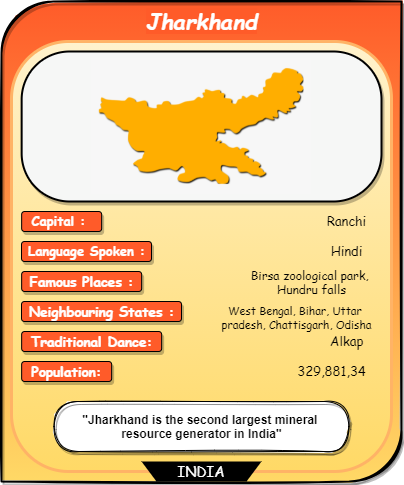 Jharkhand
Capital : Ranchi
Language Spoken : Hindi
Famous Places : Birsa zoological park,
Hundru falls
Neighbouring States : West Bengal, Bihar, Uttar
pradesh, Chattisgarh, Odisha
Traditional Dance: Alkap
Population: 329,881,34
"Jharkhand is the second largest mineral
resource generator in India"
INDIA